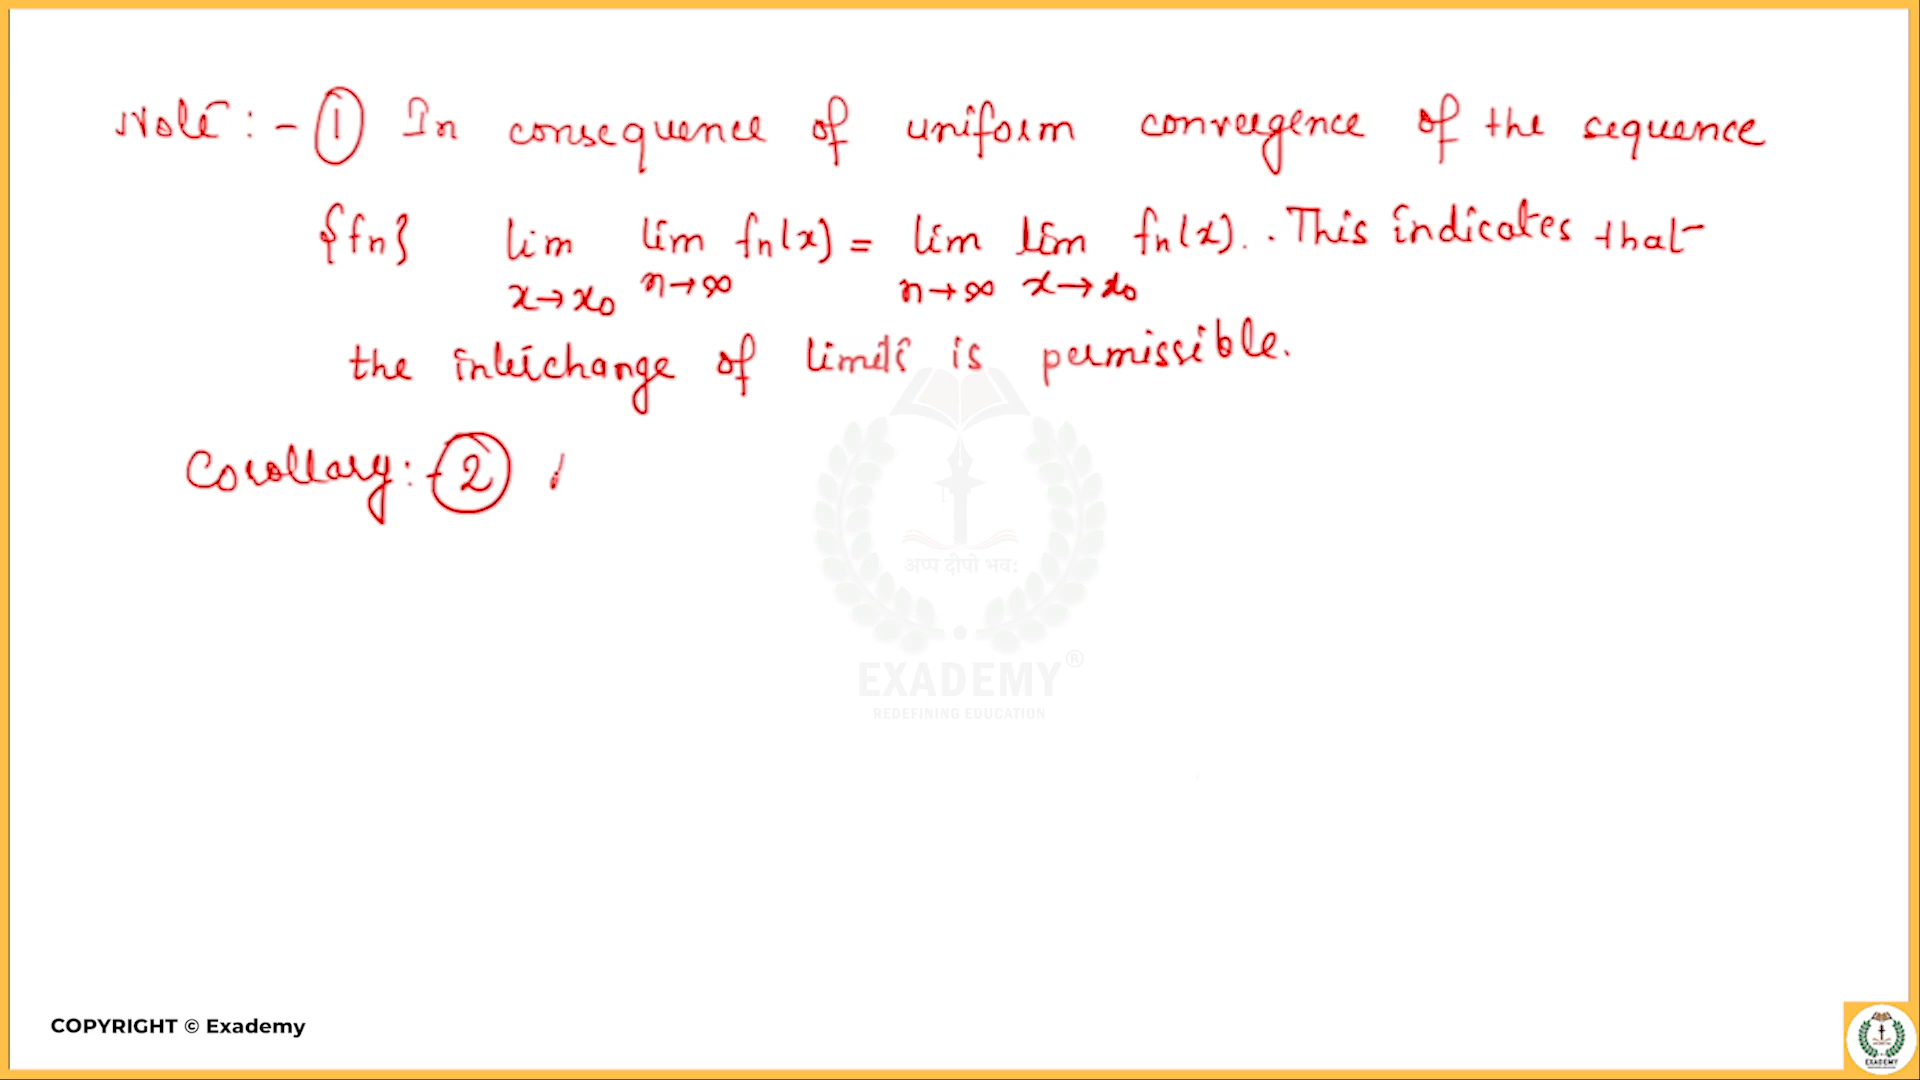 Note :- ① In consequence of uniform convergence of the sequence
{fn} lim lim fn(x) = lim lim fn(x). . This indicates that
x→x₀ n→∞ n→∞ x→x₀
the interchange of limits is permissible.
Corollary :- ②
अप्प दीपो भवः
EXADEMY®
REDEFINING EDUCATION
COPYRIGHT © Exademy
EXADEMY